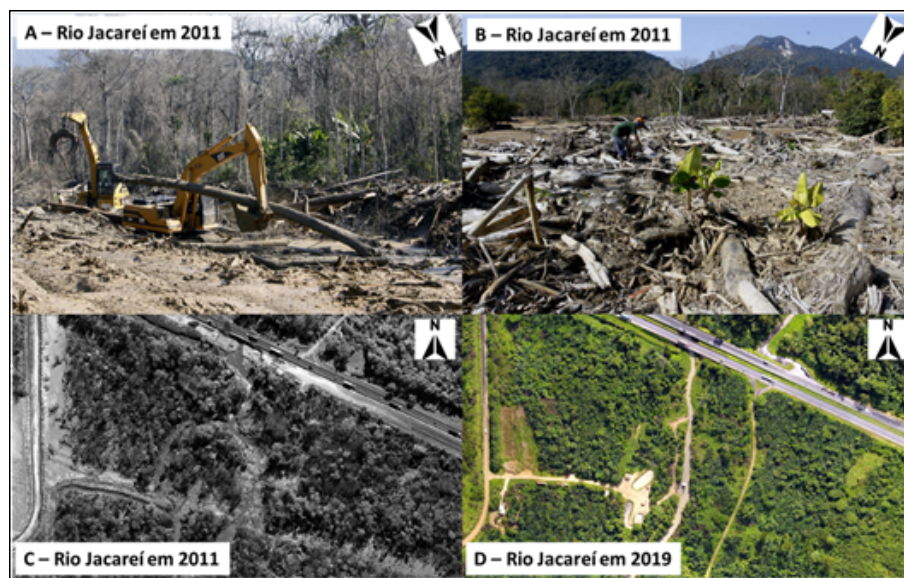 A – Rio Jacareí em 2011
N
B – Rio Jacareí em 2011
N
N
C – Rio Jacareí em 2011
N
D – Rio Jacareí em 2019